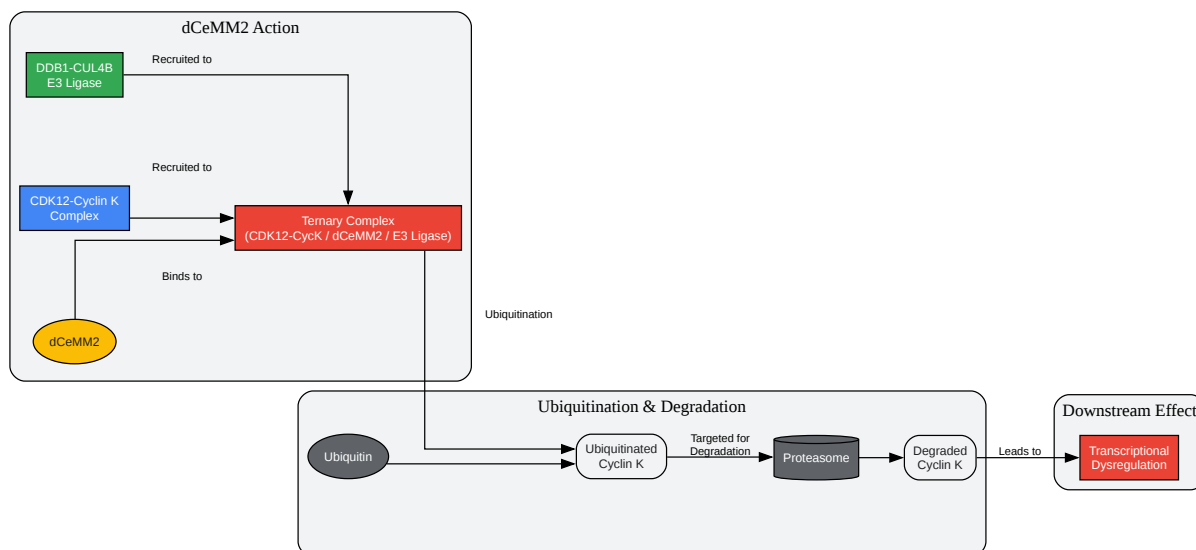 dCeMM2 Action
DDB1-CUL4B
E3 Ligase
Recruited to
CDK12-Cyclin K
Complex
Recruited to
Ternary Complex
(CDK12-CycK / dCeMM2 / E3 Ligase)
Binds to
dCeMM2
Ubiquitination
Ubiquitination & Degradation
Ubiquitin
Ubiquitinated
Cyclin K
Targeted for
Degradation
Proteasome
Degraded
Cyclin K
Leads to
Downstream Effect
Transcriptional
Dysregulation